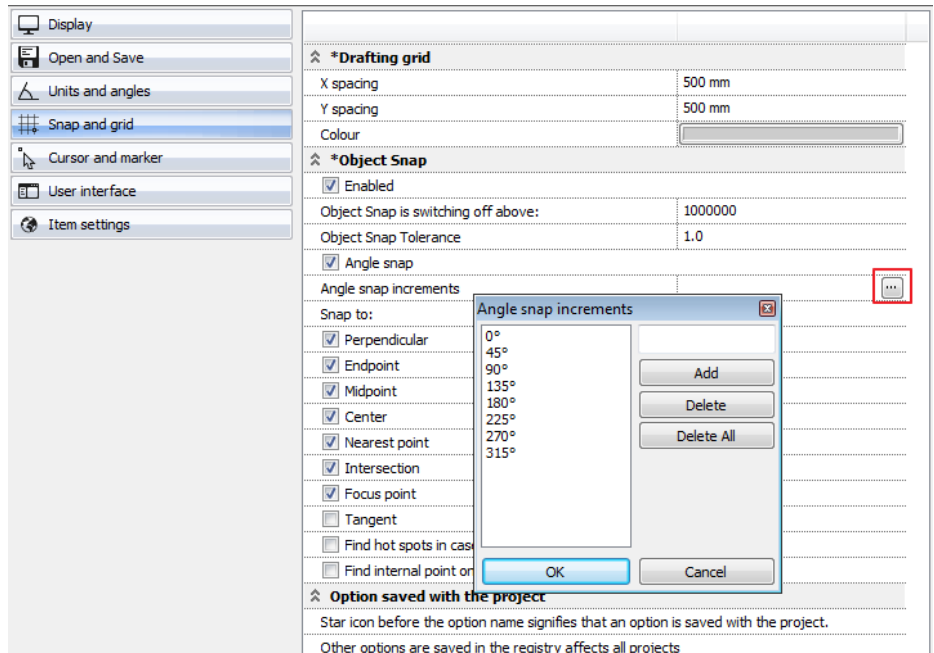 Display
Open and Save
Units and angles
Snap and grid
Cursor and marker
User interface
Item settings
*Drafting grid
X spacing 500 mm
Y spacing 500 mm
Colour
*Object Snap
Enabled
Object Snap is switching off above: 1000000
Object Snap Tolerance 1.0
Angle snap
Angle snap increments ...
Snap to:
Perpendicular
Endpoint
Midpoint
Center
Nearest point
Intersection
Focus point
Tangent
Find hot spots in case
Find internal point on
Option saved with the project
Star icon before the option name signifies that an option is saved with the project.
Other options are saved in the registry affects all projects
Angle snap increments
0°
45°
90°
135°
180°
225°
270°
315°
Add
Delete
Delete All
OK
Cancel